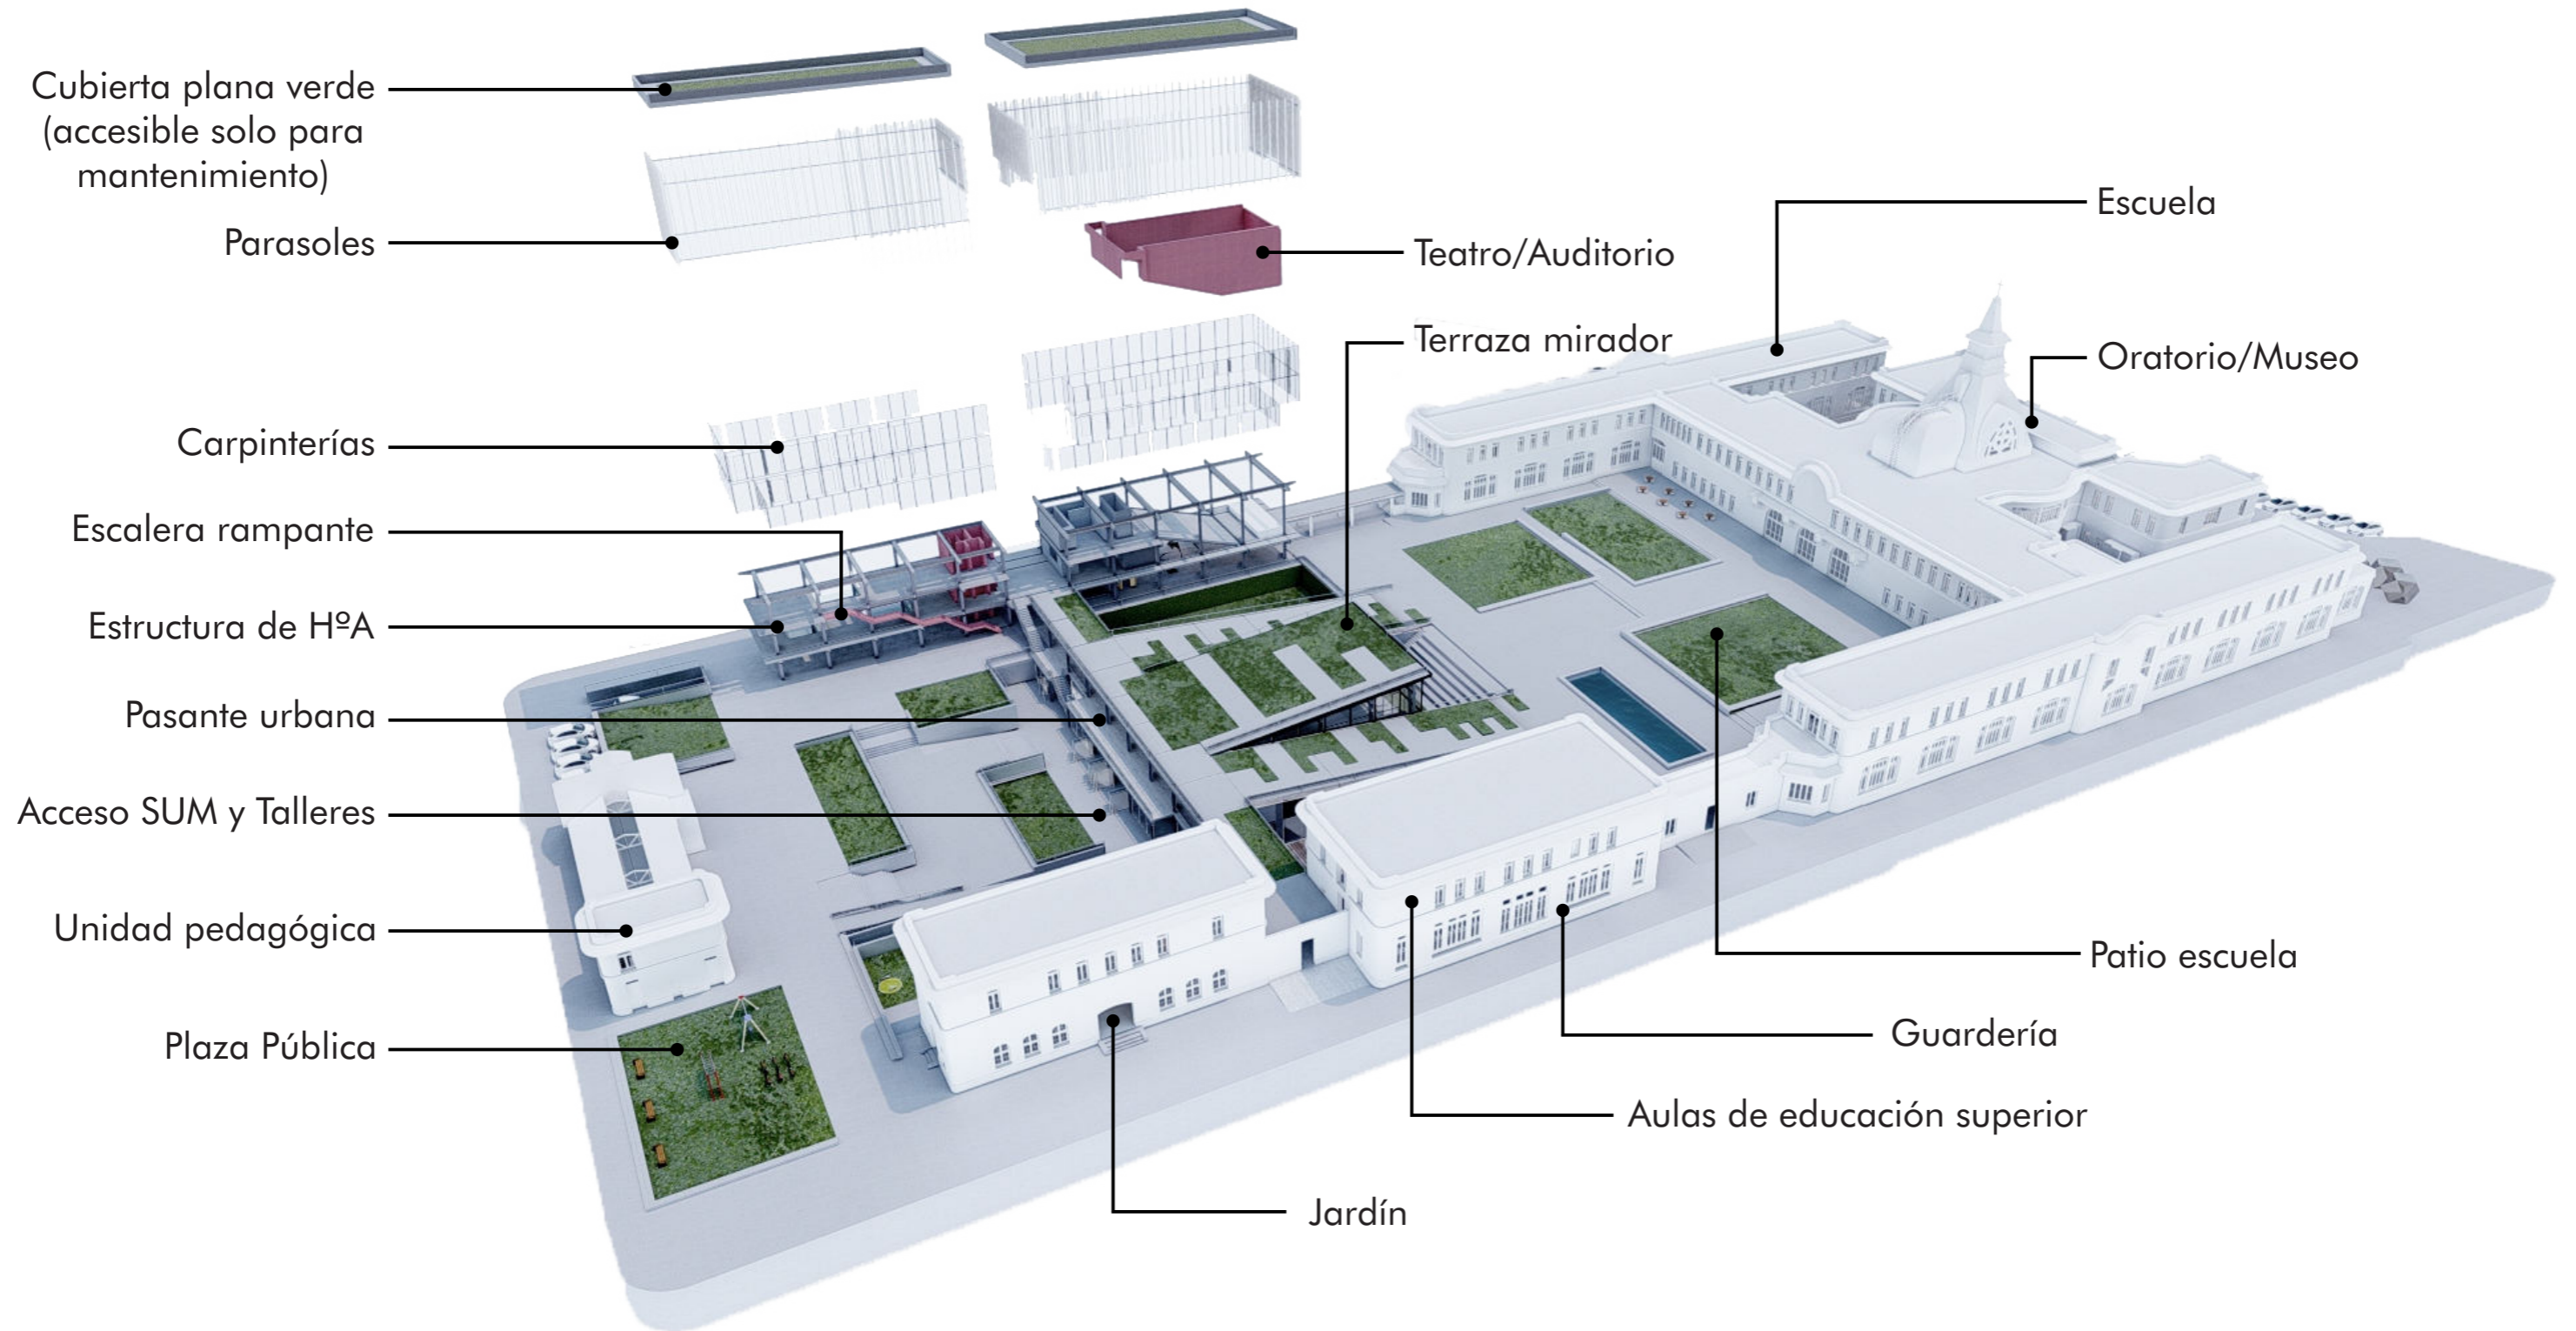 Cubierta plana verde
(accesible solo para
mantenimiento)
Parasoles
Carpinterías
Escalera rampante
Estructura de HºA
Pasante urbana
Acceso SUM y Talleres
Unidad pedagógica
Plaza Pública
Teatro/Auditorio
Terraza mirador
Escuela
Oratorio/Museo
Patio escuela
Guardería
Aulas de educación superior
Jardín